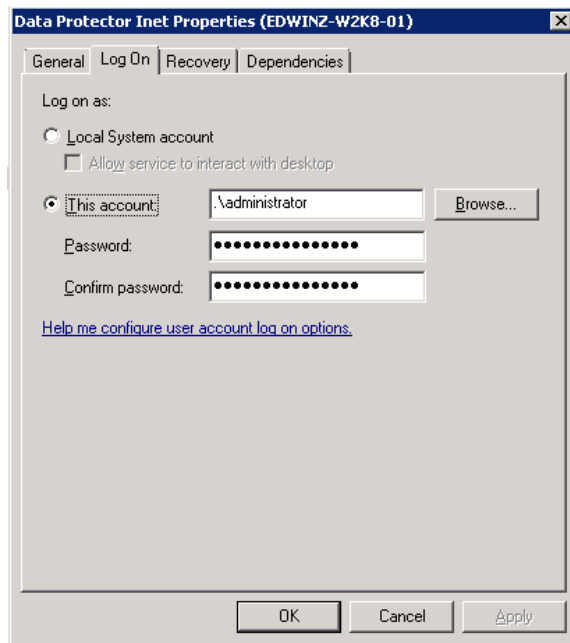 Data Protector Inet Properties (EDWINZ-W2K8-01)
General Log On Recovery Dependencies
Log on as:
Local System account
Allow service to interact with desktop
This account: .\administrator Browse...
Password: •••••••••••••••
Confirm password: •••••••••••••••
Help me configure user account log on options.
OK Cancel Apply